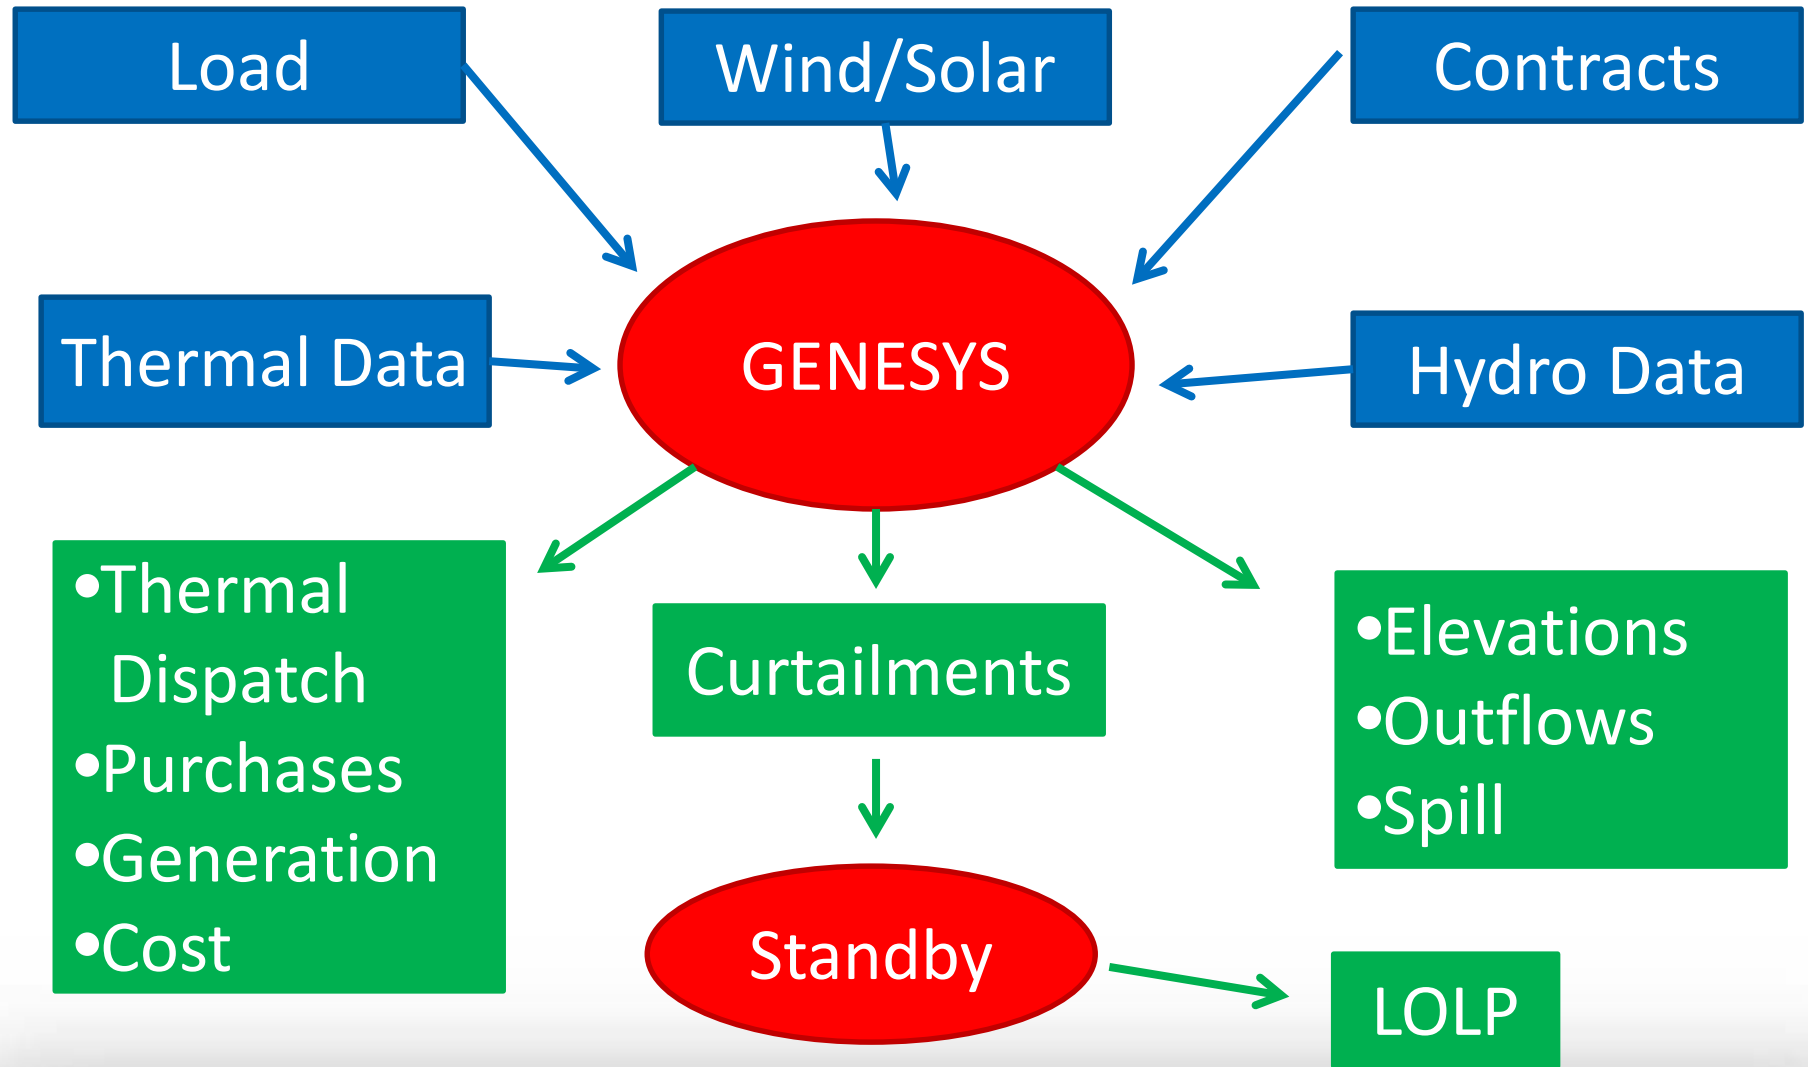 Load
Wind/Solar
Contracts
Thermal Data
GENESYS
Hydro Data
•Thermal
Dispatch
•Purchases
•Generation
•Cost
Curtailments
•Elevations
•Outflows
•Spill
Standby
LOLP